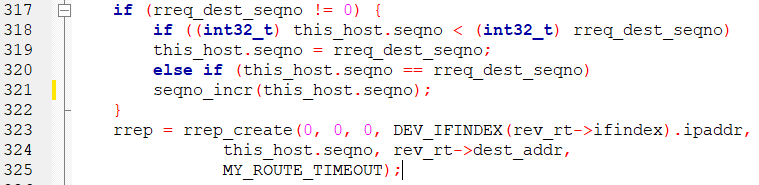 317 if (rreq_dest_seqno != 0) {
318 if ((int32_t) this_host.seqno < (int32_t) rreq_dest_seqno)
319 this_host.seqno = rreq_dest_seqno;
320 else if (this_host.seqno == rreq_dest_seqno)
321 seqno_incr(this_host.seqno);
322 }
323 rrep = rrep_create(0, 0, 0, DEV_IFINDEX(rev_rt->ifindex).ipaddr,
324 this_host.seqno, rev_rt->dest_addr,
325 MY_ROUTE_TIMEOUT);